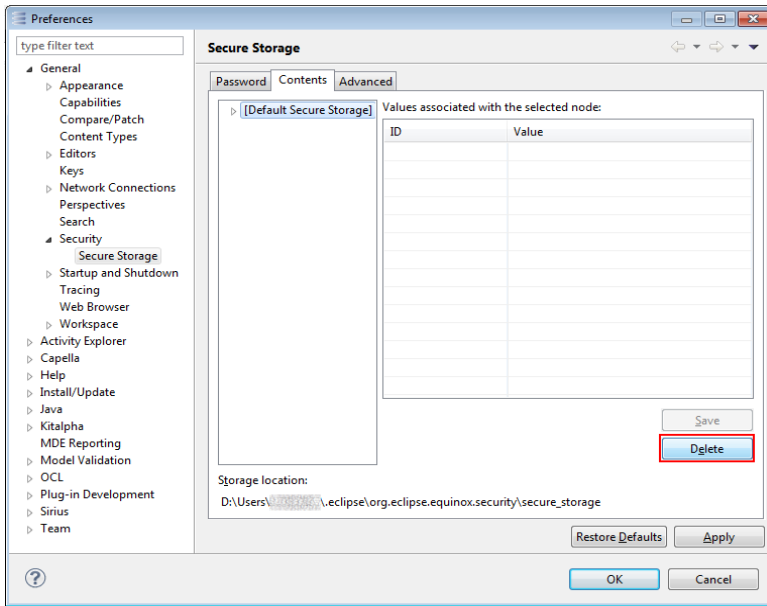 Preferences
type filter text
General
Appearance
Capabilities
Compare/Patch
Content Types
Editors
Keys
Network Connections
Perspectives
Search
Security
Secure Storage
Startup and Shutdown
Tracing
Web Browser
Workspace
Activity Explorer
Capella
Help
Install/Update
Java
Kitalpha
MDE Reporting
Model Validation
OCL
Plug-in Development
Sirius
Team
Secure Storage
Password Contents Advanced
[Default Secure Storage]
Values associated with the selected node:
ID Value
Save
Delete
Storage location:
D:\Users\ \.eclipse\org.eclipse.equinox.security\secure_storage
Restore Defaults Apply
? OK Cancel